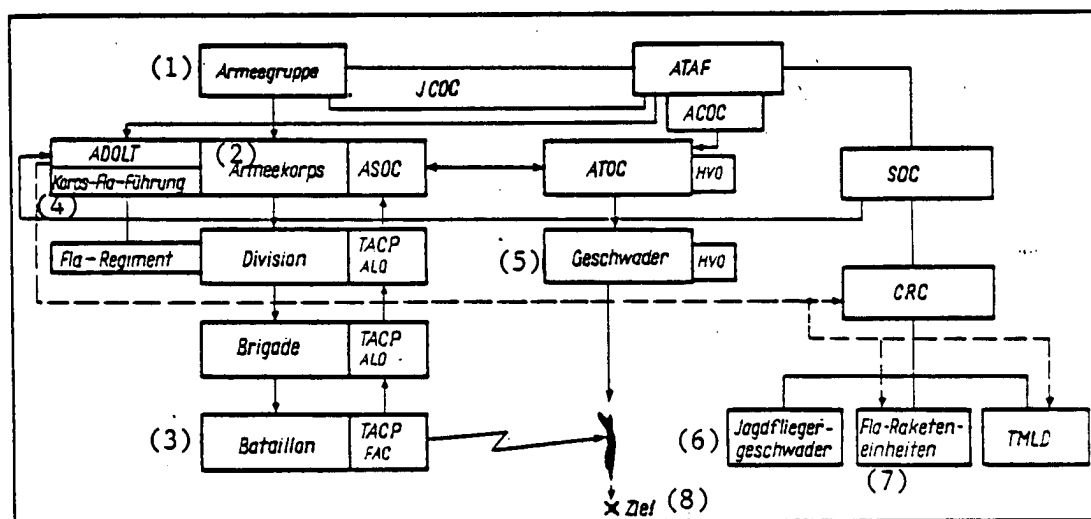 (1) Armeegruppe
JCOC
ATAF
ACOC
ADOLT
(2)
Armeekorps
ASOC
ATOC
HVO
SOC
Korps-Fla-Führung
(4)
Fla-Regiment
Division
TACP
ALO
(5) Geschwader
HVO
CRC
Brigade
TACP
ALO
(3) Bataillon
TACP
FAC
(6) Jagdflieger-
geschwader
Fla-Raketen-
einheiten
(7)
TMLD
Ziel (8)